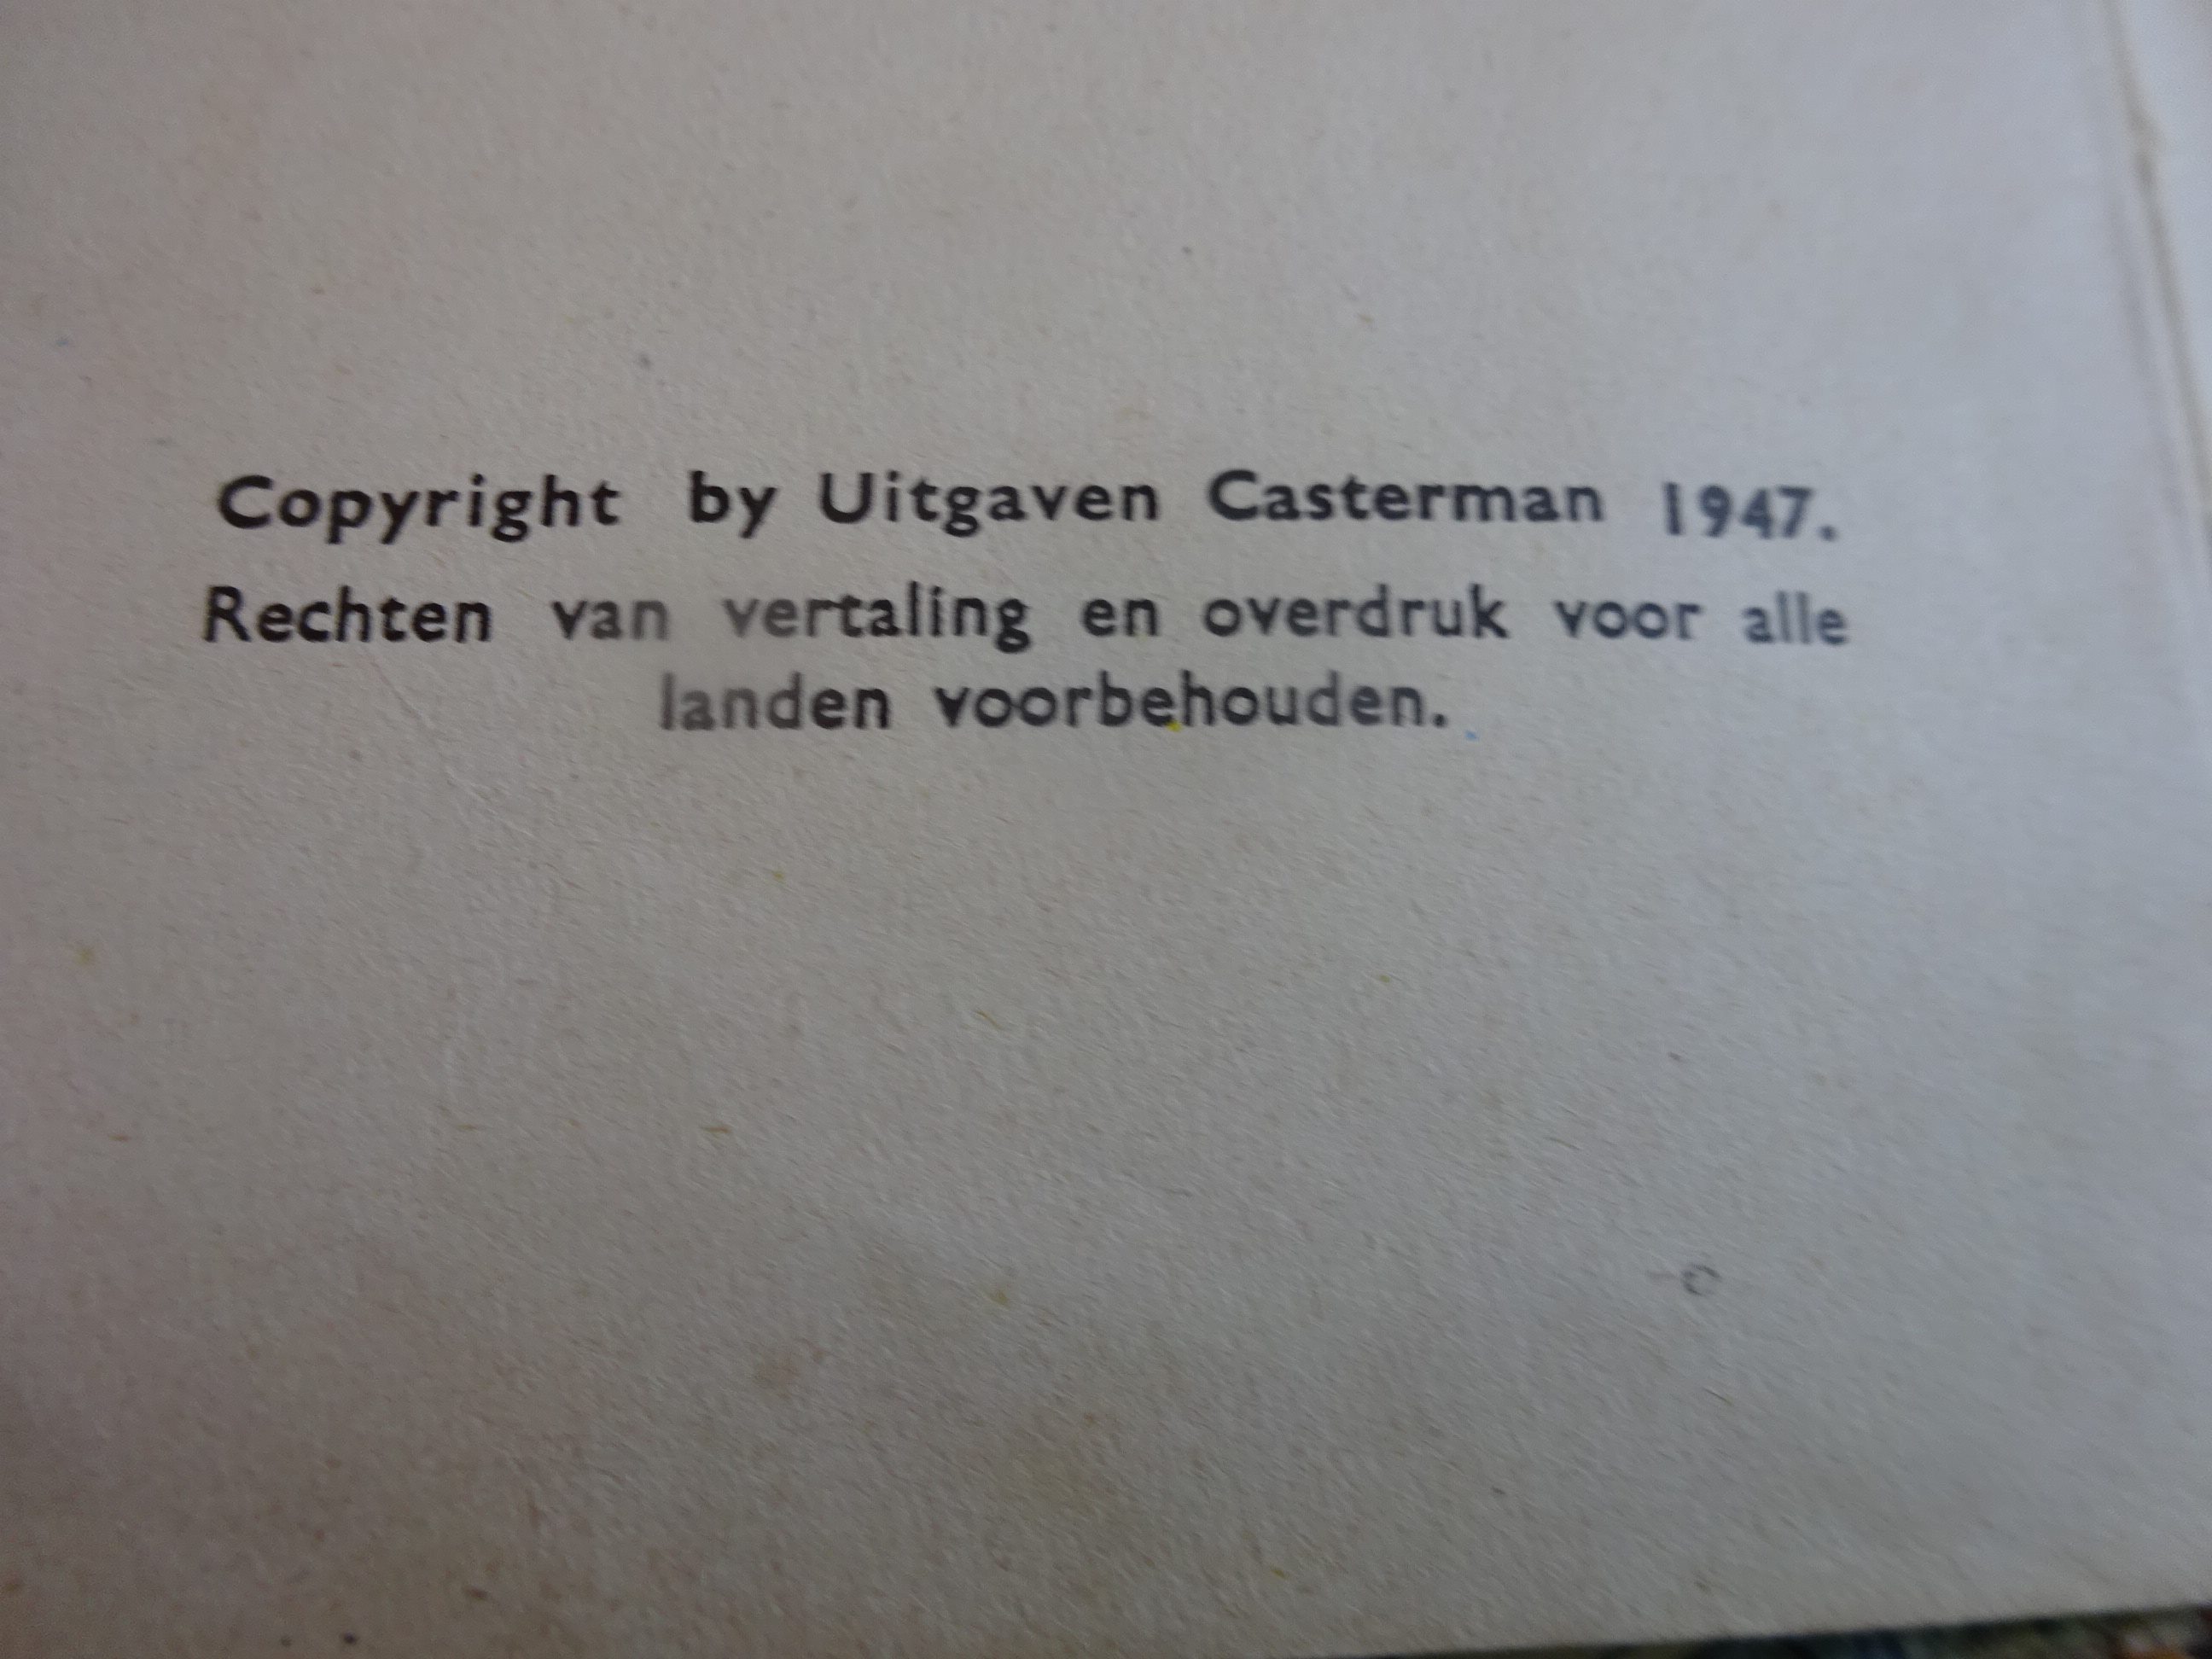 Copyright by Uitgaven Casterman 1947.
Rechten van vertaling en overdruk voor alle
landen voorbehouden.